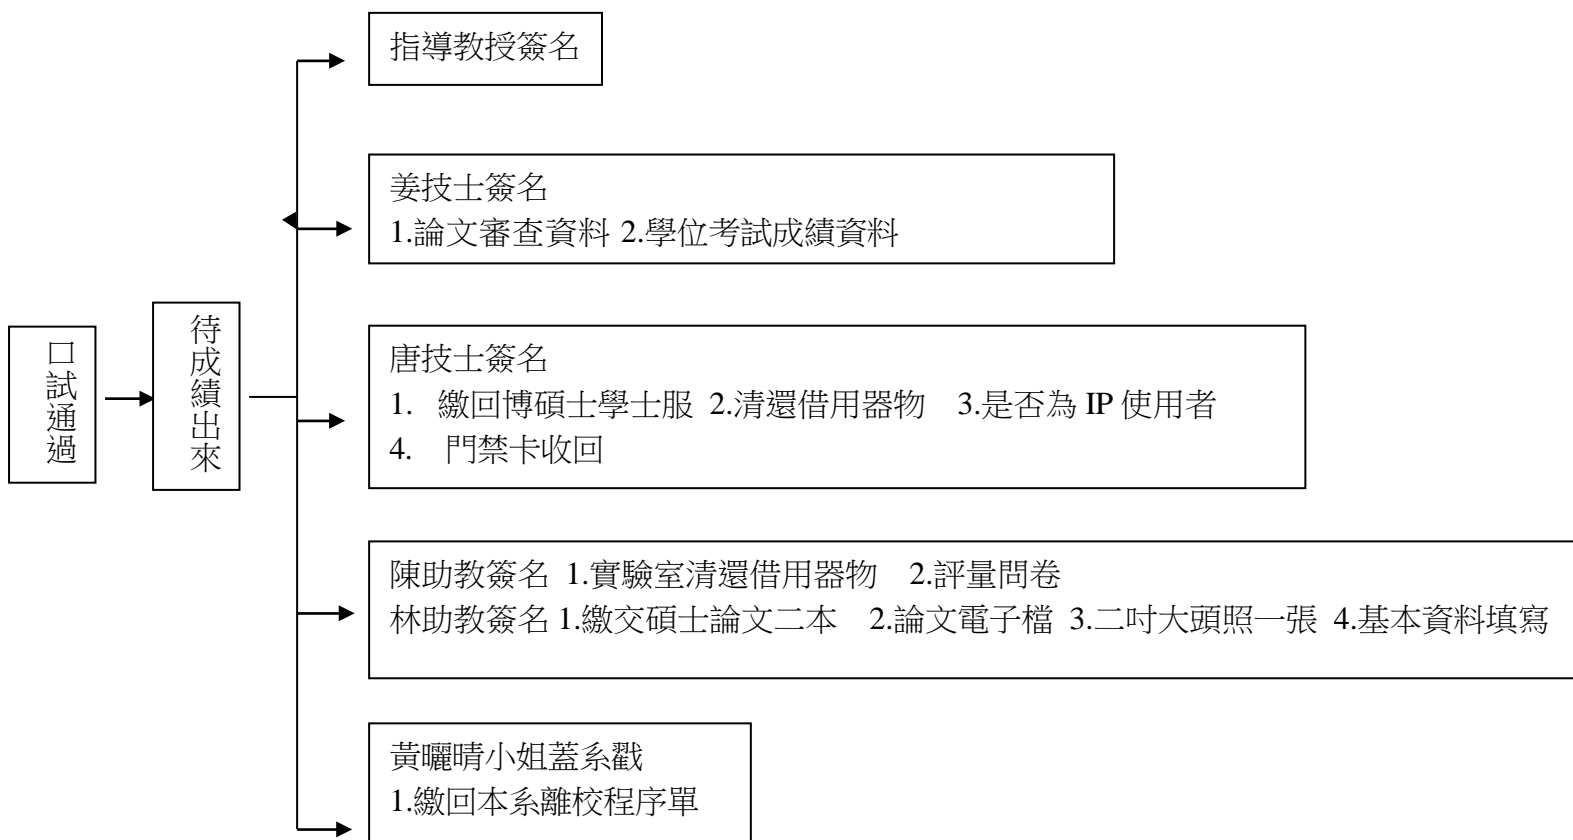 指導教授簽名
姜技士簽名
1.論文審查資料 2.學位考試成績資料
口試通過
待成績出來
唐技士簽名
1. 繳回博碩士學士服 2.清還借用器物 3.是否為 IP 使用者
4. 門禁卡收回
陳助教簽名 1.實驗室清還借用器物 2.評量問卷
林助教簽名 1.繳交碩士論文二本 2.論文電子檔 3.二吋大頭照一張 4.基本資料填寫
黃曬晴小姐蓋系戳
1.繳回本系離校程序單